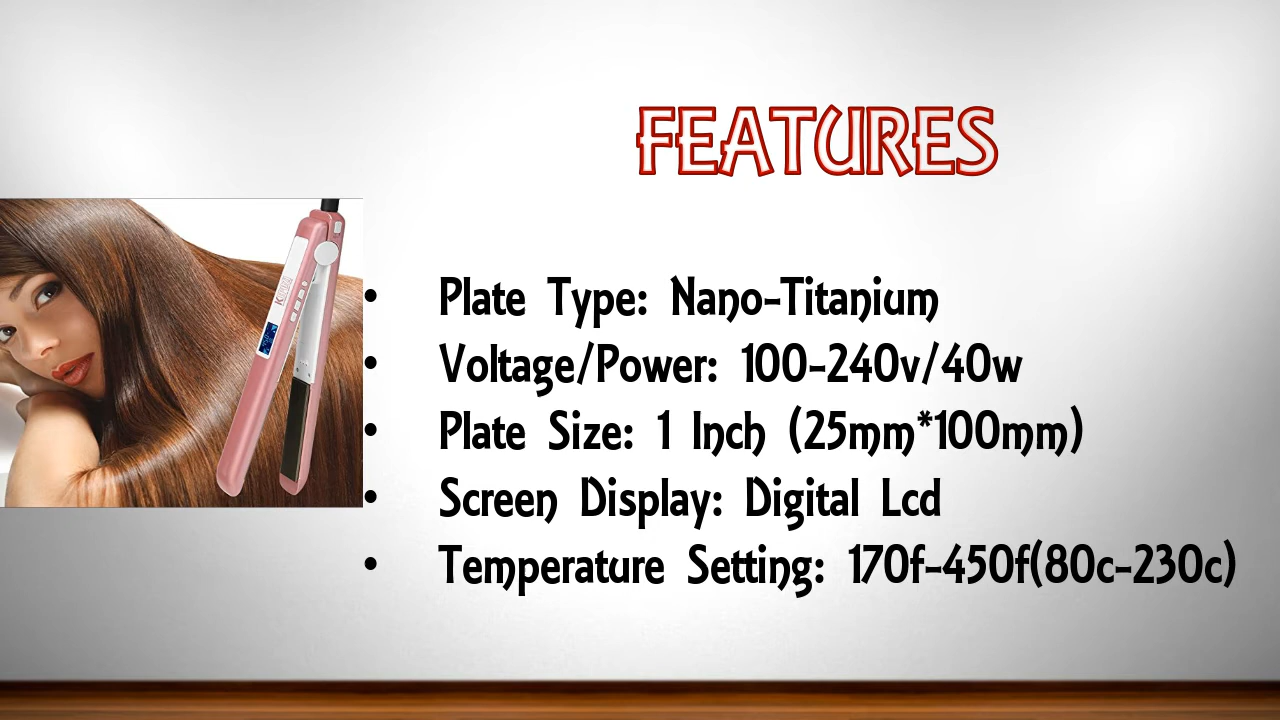 FEATURES
• Plate Type: Nano-Titanium
• Voltage/Power: 100-240v/40w
• Plate Size: 1 Inch (25mm*100mm)
• Screen Display: Digital Lcd
• Temperature Setting: 170f-450f(80c-230c)